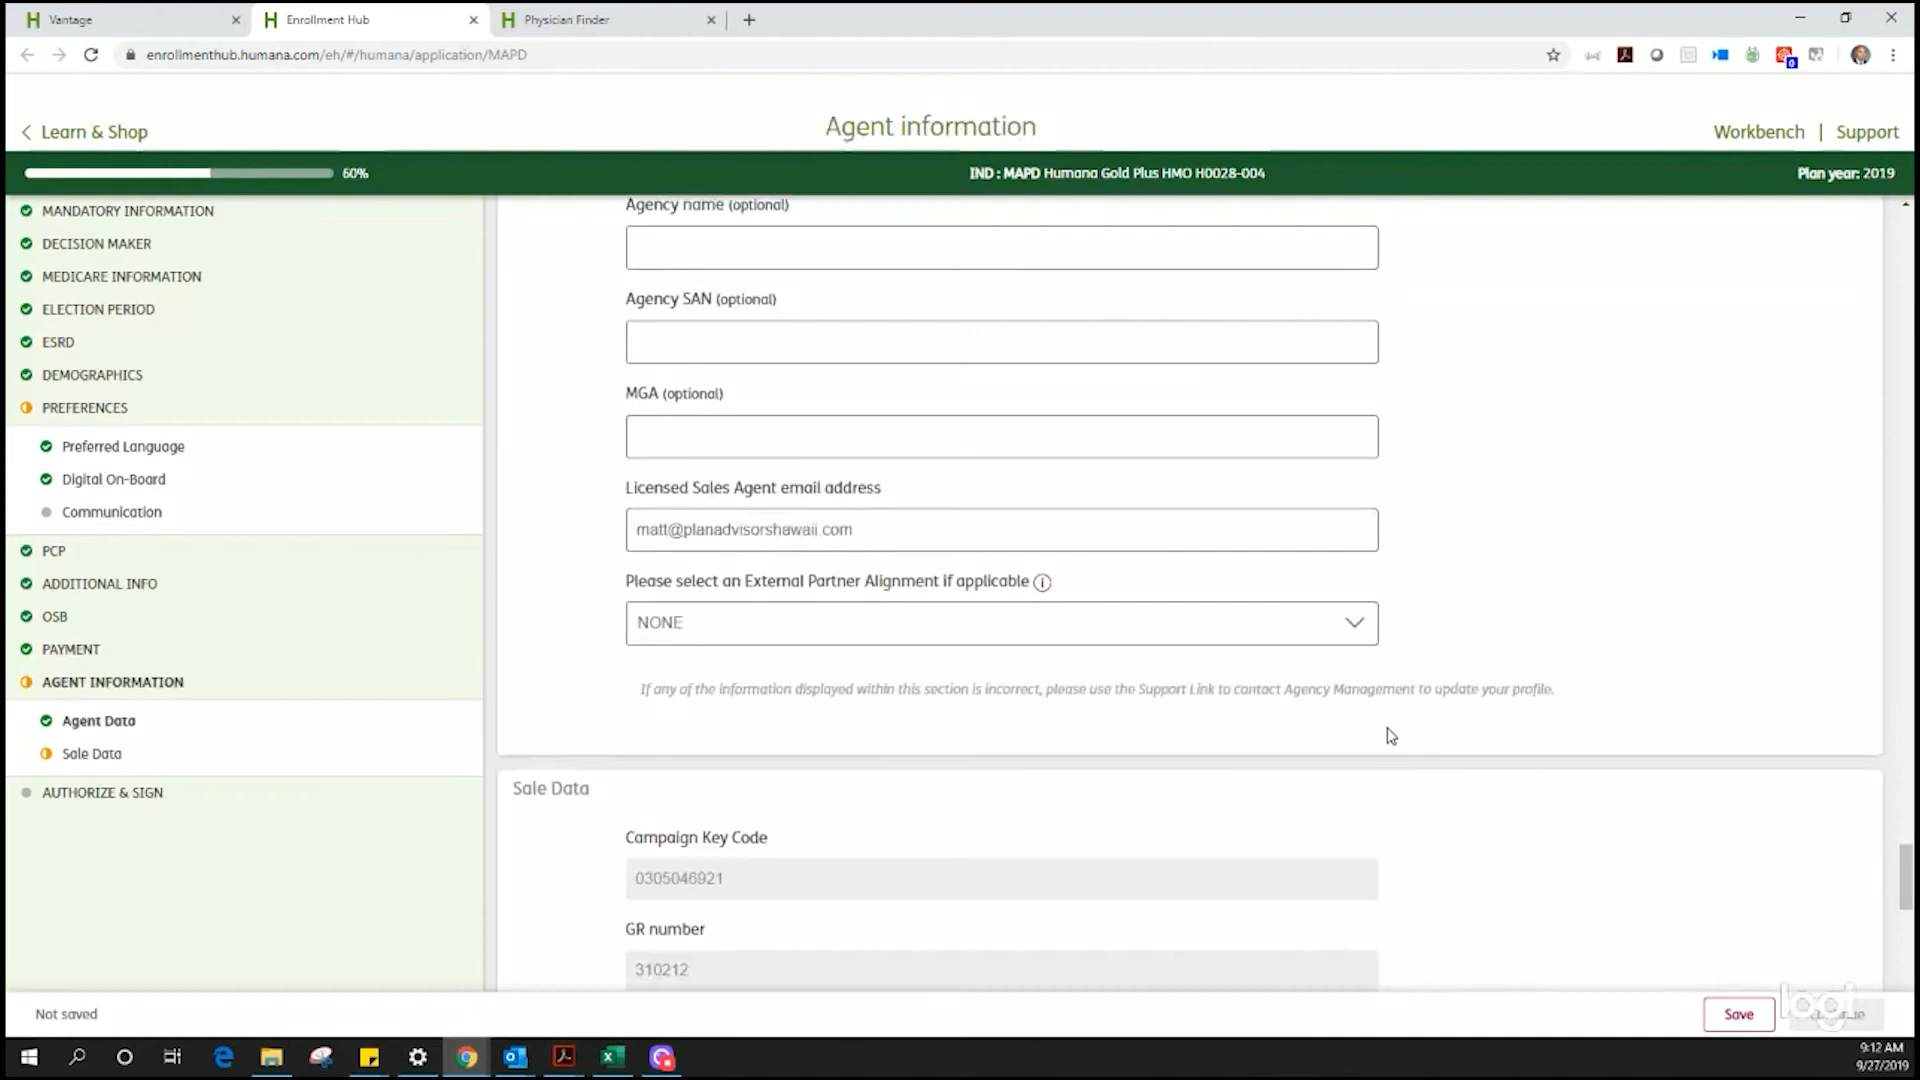 Vantage
Enrollment Hub
Physician Finder
enrollmenthub.humana.com/eh/#/humana/application/MAPD
Learn & Shop
Agent information
Workbench | Support
60%
IND : MAPD Humana Gold Plus HMO H0028-004
Plan year: 2019
MANDATORY INFORMATION
DECISION MAKER
MEDICARE INFORMATION
ELECTION PERIOD
ESRD
DEMOGRAPHICS
PREFERENCES
Preferred Language
Digital On-Board
Communication
PCP
ADDITIONAL INFO
OSB
PAYMENT
AGENT INFORMATION
Agent Data
Sale Data
AUTHORIZE & SIGN
Agency name (optional)
Agency SAN (optional)
MGA (optional)
Licensed Sales Agent email address
matt@planadvisorshawaii.com
Please select an External Partner Alignment if applicable
NONE
If any of the information displayed within this section is incorrect, please use the Support Link to contact Agency Management to update your profile.
Sale Data
Campaign Key Code
0305046921
GR number
310212
Not saved
Save
logi
9:12 AM
9/27/2019